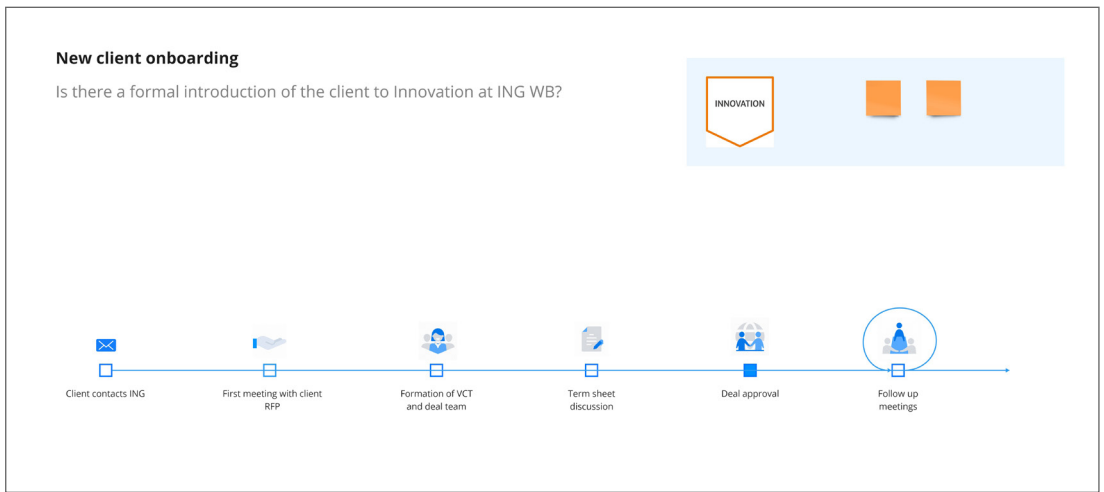 New client onboarding
Is there a formal introduction of the client to Innovation at ING WB?
INNOVATION
Client contacts ING
First meeting with client
RFP
Formation of VCT
and deal team
Term sheet
discussion
Deal approval
Follow up
meetings